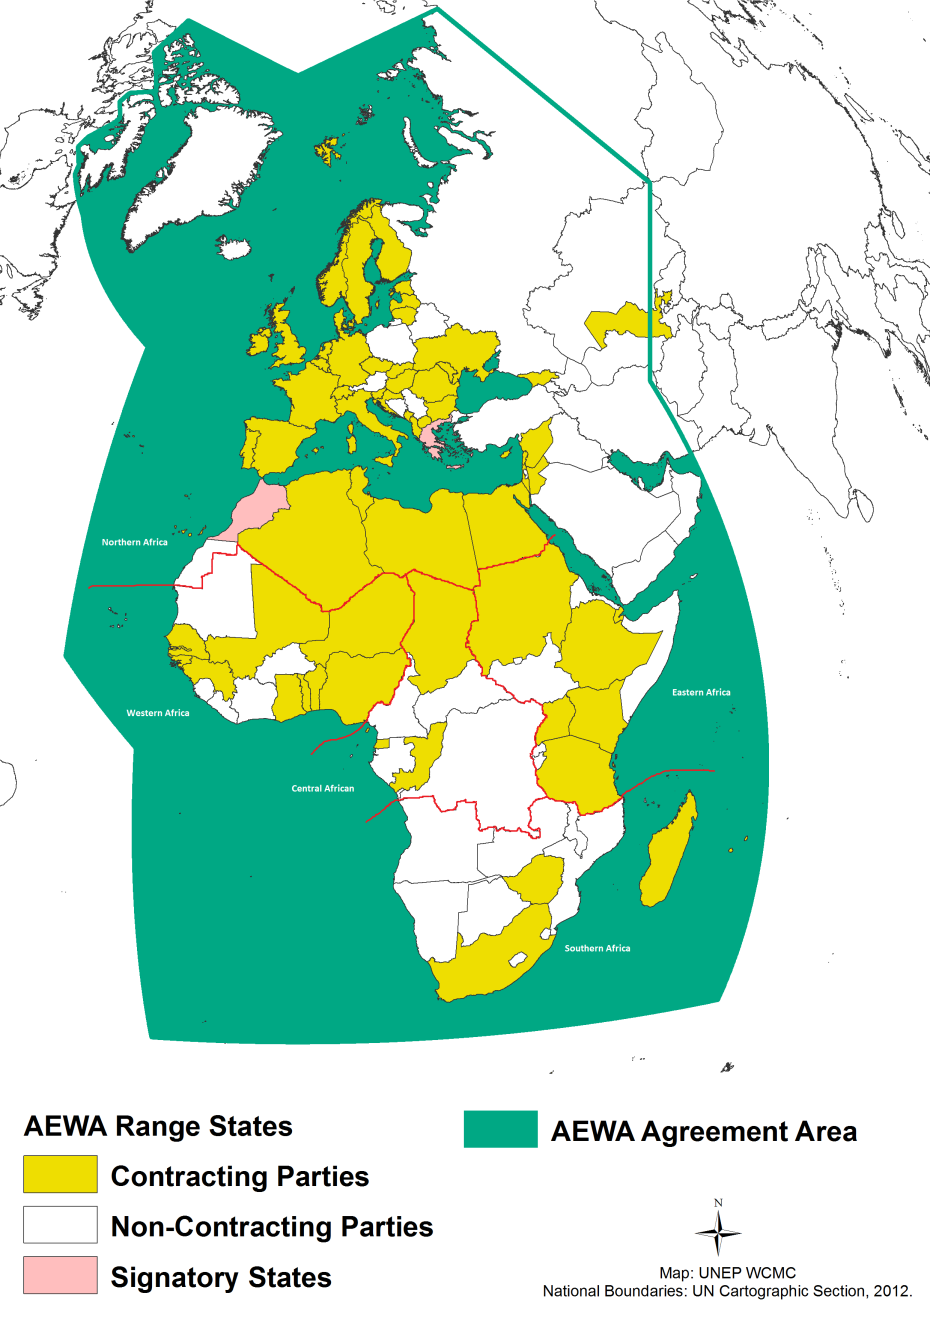 Northern Africa
Western Africa
Eastern Africa
Central African
Southern Africa
AEWA Range States
Contracting Parties
Non-Contracting Parties
Signatory States
AEWA Agreement Area
N
Map: UNEP WCMC
National Boundaries: UN Cartographic Section, 2012.